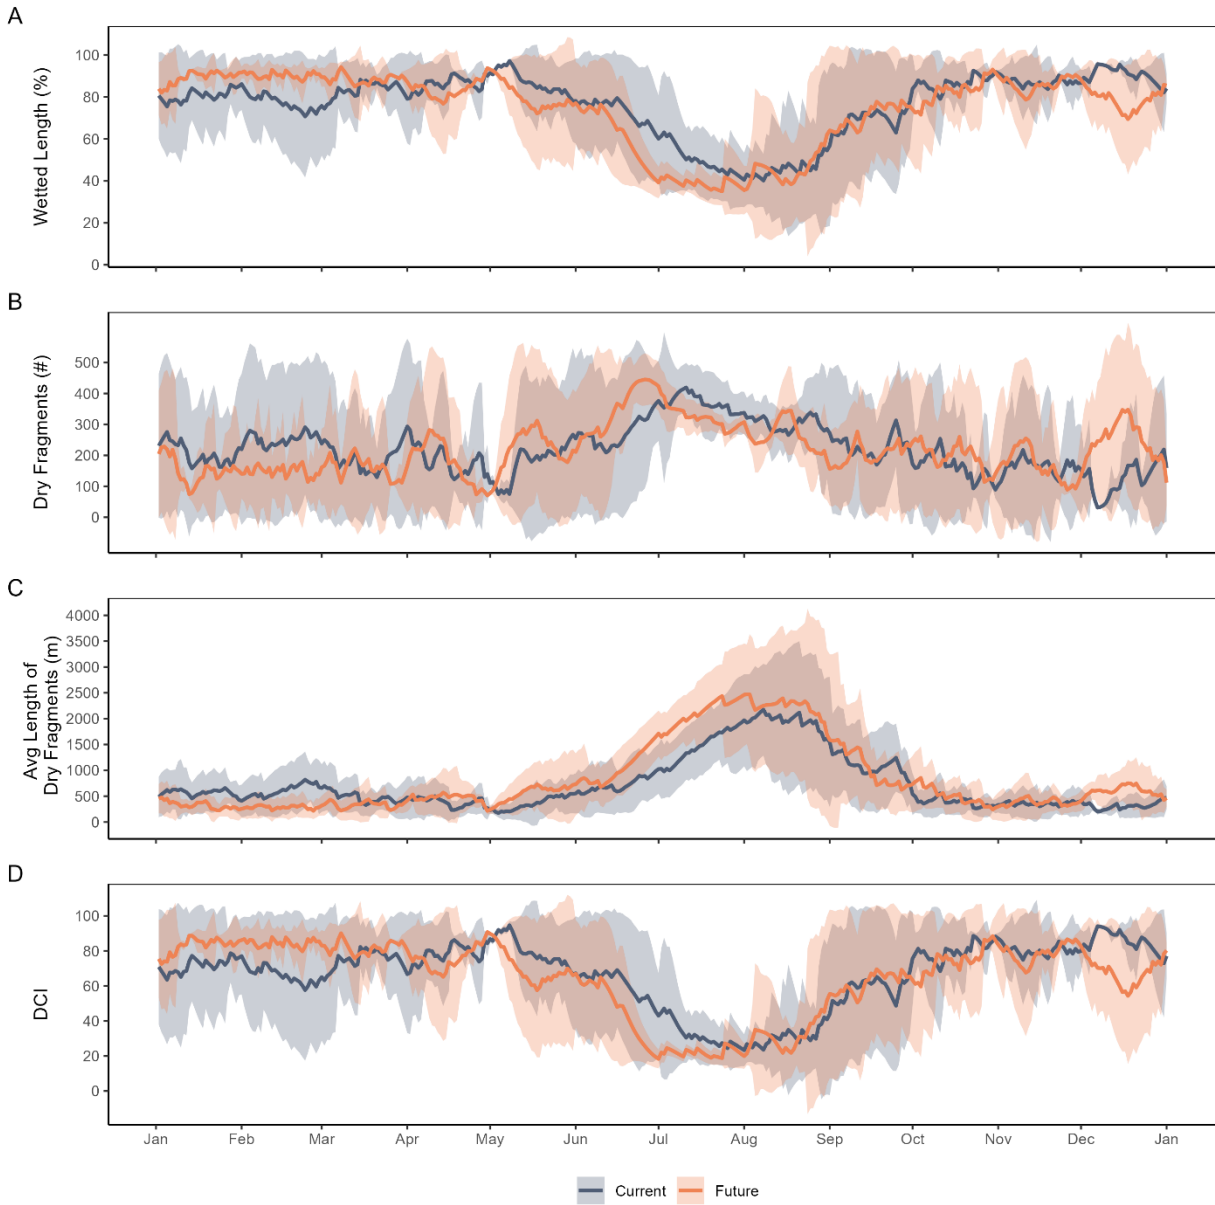 A
Wetted Length (%)
100
80
60
40
20
0
B
Dry Fragments (#)
500
400
300
200
100
0
C
Avg Length of
Dry Fragments (m)
4000
3500
3000
2500
2000
1500
1000
500
0
D
DCI
100
80
60
40
20
0
Jan Feb Mar Apr May Jun Jul Aug Sep Oct Nov Dec Jan
Current Future